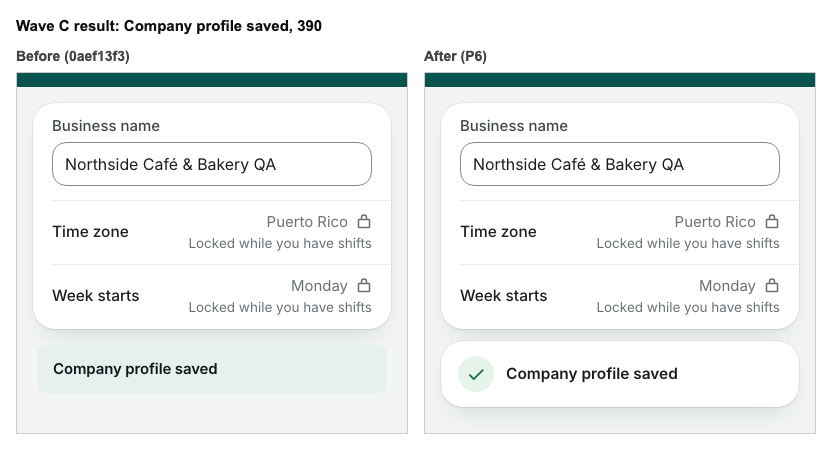 Wave C result: Company profile saved, 390
Before (0aef13f3)
Business name
Northside Café & Bakery QA
Time zone
Puerto Rico
Locked while you have shifts
Week starts
Monday
Locked while you have shifts
Company profile saved
After (P6)
Business name
Northside Café & Bakery QA
Time zone
Puerto Rico
Locked while you have shifts
Week starts
Monday
Locked while you have shifts
Company profile saved